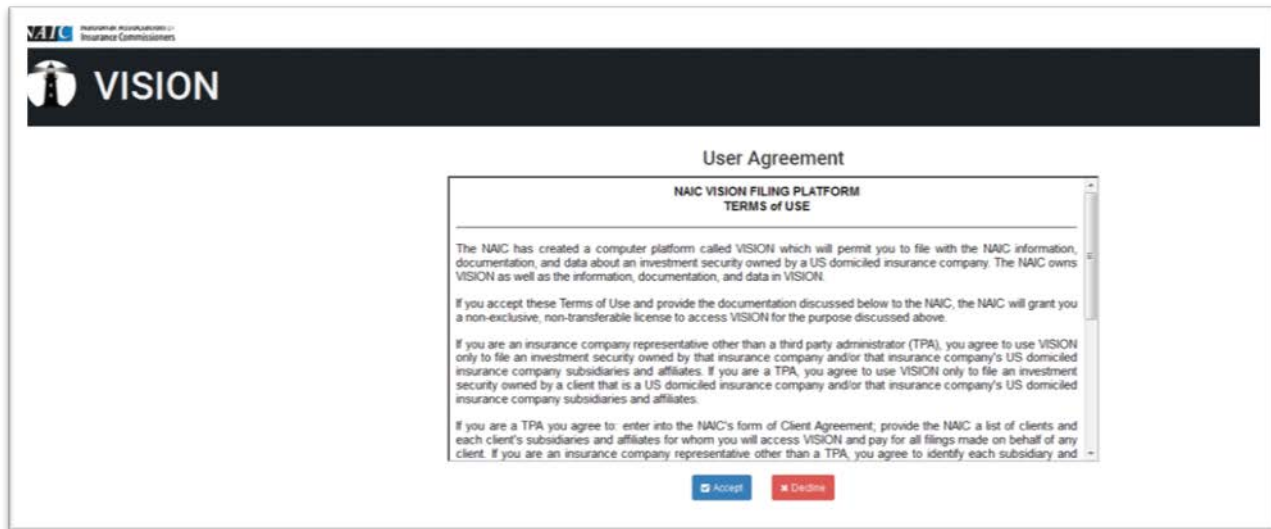 NAIC
Insurance Commissioners
VISION
User Agreement
NAIC VISION FILING PLATFORM
TERMS of USE
The NAIC has created a computer platform called VISION which will permit you to file with the NAIC information,
documentation, and data about an investment security owned by a US domiciled insurance company. The NAIC owns
VISION as well as the information, documentation, and data in VISION.
If you accept these Terms of Use and provide the documentation discussed below to the NAIC, the NAIC will grant you
a non-exclusive, non-transferable license to access VISION for the purpose discussed above.
If you are an insurance company representative other than a third party administrator (TPA), you agree to use VISION
only to file an investment security owned by that insurance company and/or that insurance company's US domiciled
insurance company subsidiaries and affiliates. If you are a TPA, you agree to use VISION only to file an investment
security owned by a client that is a US domiciled insurance company and/or that insurance company's US domiciled
insurance company subsidiaries and affiliates.
If you are a TPA you agree to: enter into the NAIC's form of Client Agreement; provide the NAIC a list of clients and
each client's subsidiaries and affiliates for whom you will access VISION and pay for all filings made on behalf of any
client. If you are an insurance company representative other than a TPA, you agree to identify each subsidiary and
Accept
Decline